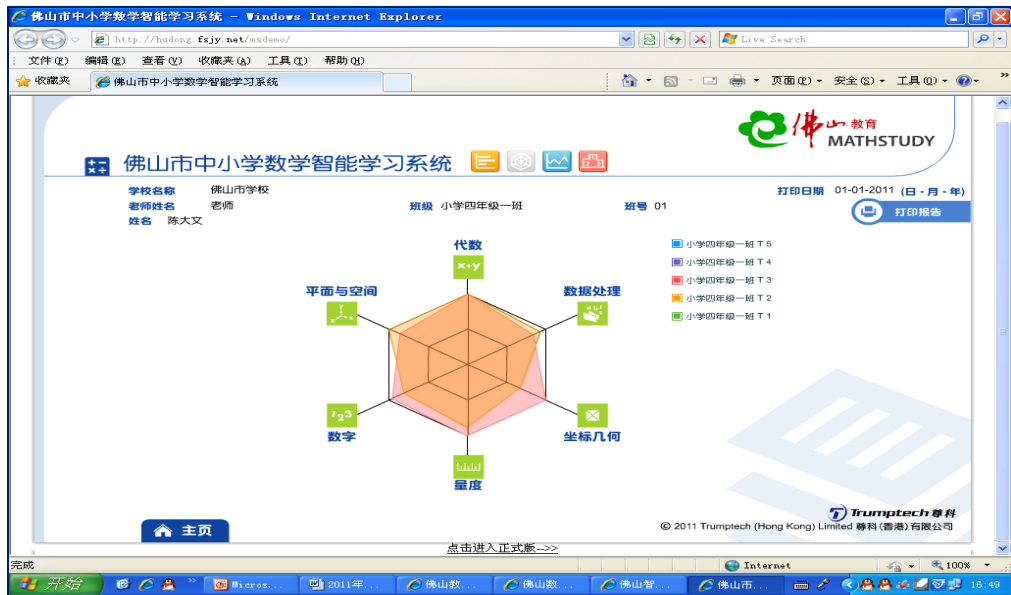 佛山市中小学数学智能学习系统 - Windows Internet Explorer
http://hudong.fsjy.net/msdemo/
Live Search
文件(F) 编辑(E) 查看(V) 收藏夹(A) 工具(T) 帮助(H)
收藏夹 佛山市中小学数学智能学习系统 页面(P) 安全(S) 工具(O)
佛山 教育
MATHSTUDY
佛山市中小学数学智能学习系统
学校名称 佛山市学校 打印日期 01-01-2011 (日-月-年)
老师姓名 老师 班级 小学四年级一班 班号 01
打印报告
姓名 陈大文
代数
x+y
平面与空间
数据处理
小学四年级一班 T 5
小学四年级一班 T 4
小学四年级一班 T 3
小学四年级一班 T 2
小学四年级一班 T 1
123
数字
坐标几何
量度
Trumptech 尊科
© 2011 Trumptech (Hong Kong) Limited 尊科(香港)有限公司
主页
点击进入正式版-->>
完成 Internet 100%
开始 Micros... 2011年... 佛山数... 佛山数... 佛山智... 佛山市... 16:49